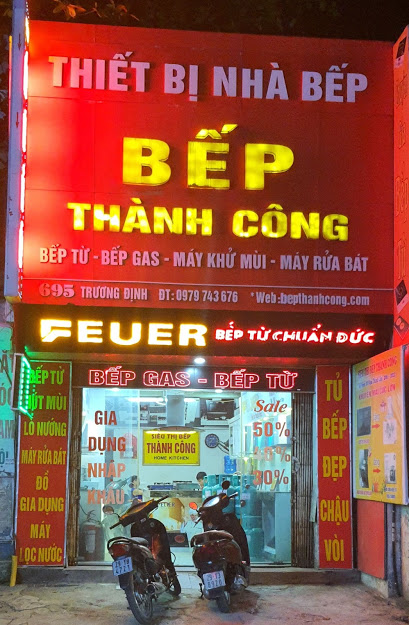 THIẾT BỊ NHÀ BẾP
BẾP
THÀNH CÔNG
BẾP TỪ - BẾP GAS - MÁY KHỬ MÙI - MÁY RỬA BÁT
695 TRƯƠNG ĐỊNH ĐT: 0979 743 676 *Web:bepthanhcong.com
FEUER BẾP TỪ CHUẨN ĐỨC
BẾP GAS - BẾP TỪ
BẾP TỪ
HÚT MÙI
LÒ NƯỚNG
MÁY RỬA BÁT
ĐỒ
GIA DỤNG
MÁY
LỌC NƯỚC
GIA
DỤNG
NHẬP
KHẨU
SIÊU THỊ BẾP
THÀNH CÔNG
HOME KITCHEN
Sale
50%
TỦ
BẾP
ĐẸP
CHẬU
VÒI